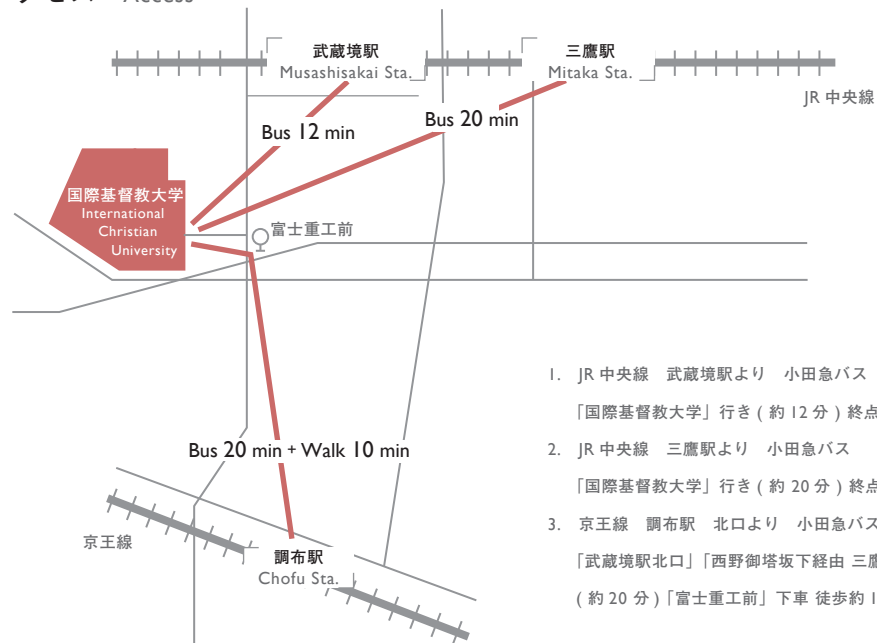 Access
武蔵境駅
Musashisakai Sta.
三鷹駅
Mitaka Sta.
JR 中央線
Bus 12 min
Bus 20 min
国際基督教大学
International
Christian
University
富士重工前
Bus 20 min + Walk 10 min
京王線
調布駅
Chofu Sta.
1. JR 中央線 武蔵境駅より 小田急バス
「国際基督教大学」行き ( 約 12 分 ) 終点
2. JR 中央線 三鷹駅より 小田急バス
「国際基督教大学」行き ( 約 20 分 ) 終点
3. 京王線 調布駅 北口より 小田急バス
「武蔵境駅北口」「西野御塔坂下経由 三鷹
( 約 20 分 )「富士重工前」下車 徒歩約 1